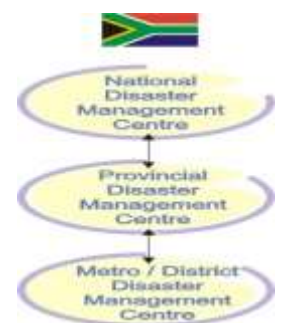 National
Disaster
Management
Centre
Provincial
Disaster
Management
Centre
Metro / District
Disaster
Management
Centre